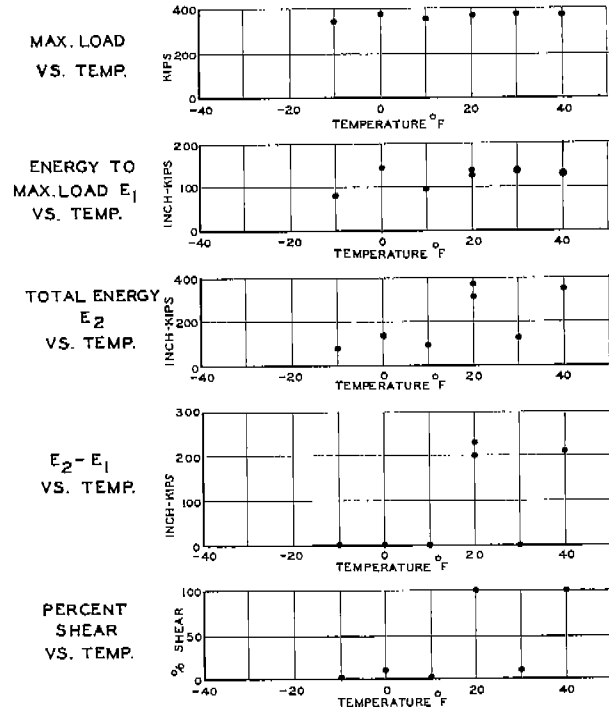 MAX. LOAD
VS. TEMP.
KIPS
400
200
0
-40 -20 0 20 40
TEMPERATURE °F
ENERGY TO
MAX. LOAD E1
VS. TEMP.
INCH-KIPS
200
100
0
-40 -20 0 20 40
TEMPERATURE °F
TOTAL ENERGY
E2
VS. TEMP.
INCH-KIPS
400
200
0
-40 -20 0 20 40
TEMPERATURE °F
E2 - E1
VS. TEMP.
INCH-KIPS
300
200
100
0
-40 -20 0 20 40
TEMPERATURE °F
PERCENT
SHEAR
VS. TEMP.
% SHEAR
100
50
0
-40 -20 0 20 40
TEMPERATURE °F